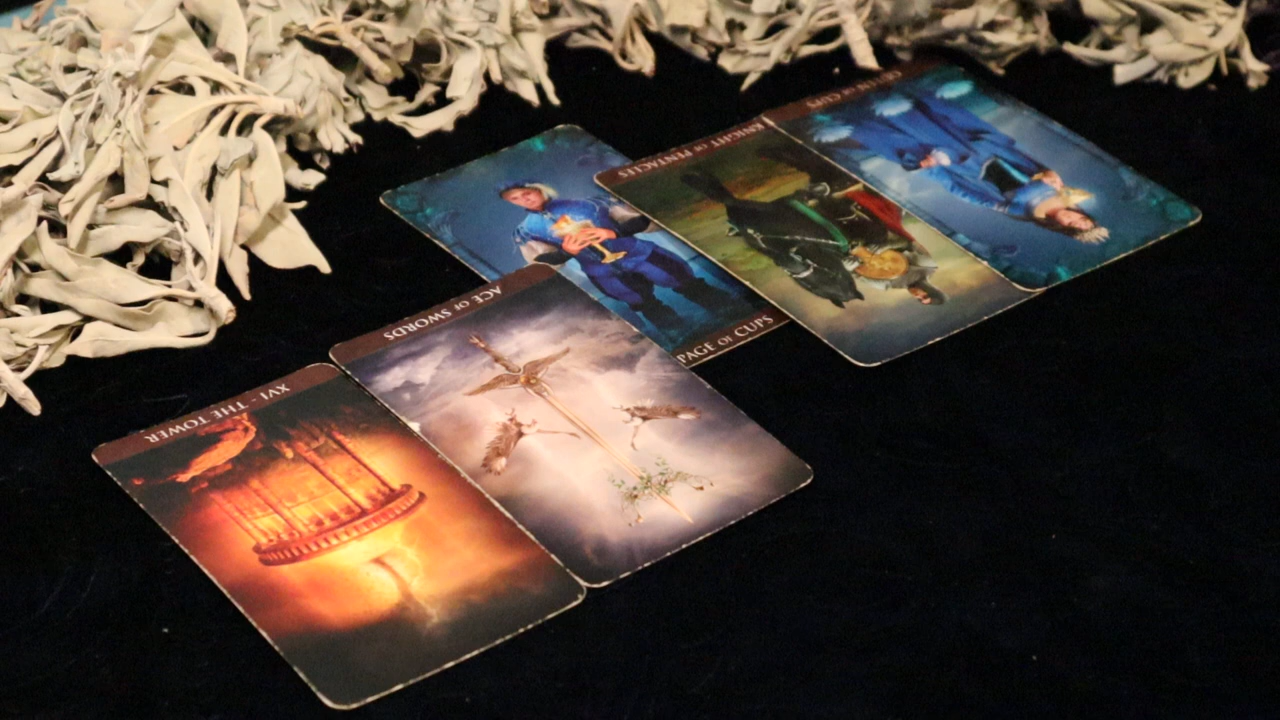 QUEEN OF CUPS
KNIGHT OF PENTACLES
PAGE OF CUPS
ACE OF SWORDS
XVI - THE TOWER